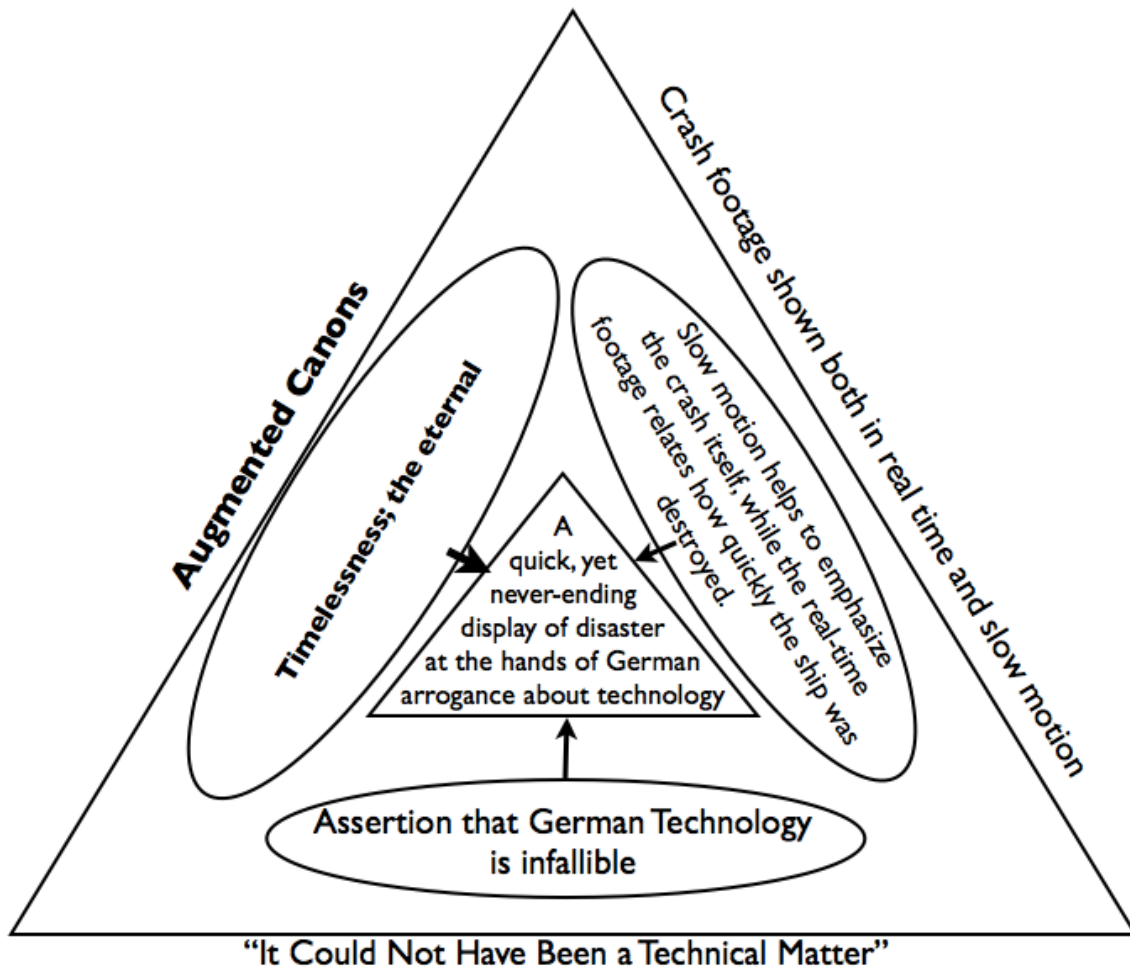 Augmented Canons
Timelessness; the eternal
Crash footage shown both in real time and slow motion
Slow motion helps to emphasize
the crash itself, while the real-time
footage relates how quickly the ship was
destroyed.
A
quick, yet
never-ending
display of disaster
at the hands of German
arrogance about technology
Assertion that German Technology
is infallible
“It Could Not Have Been a Technical Matter”